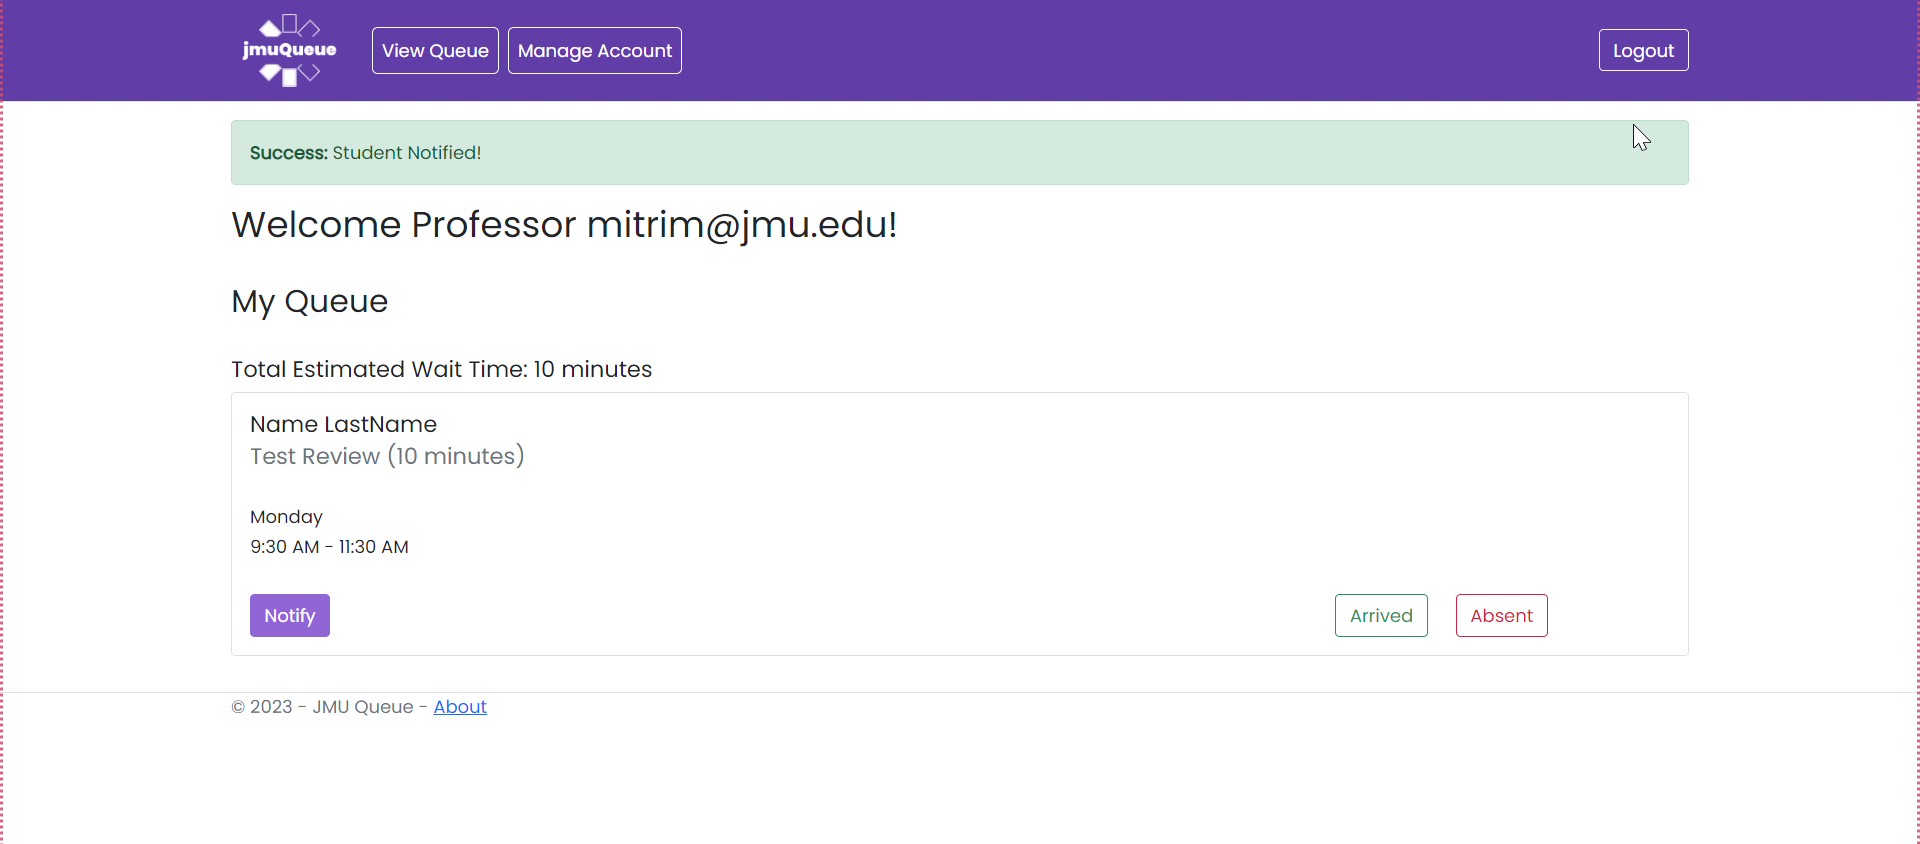 jmuQueue
View Queue
Manage Account
Logout
Success: Student Notified!
Welcome Professor mitrim@jmu.edu!
My Queue
Total Estimated Wait Time: 10 minutes
Name LastName
Test Review (10 minutes)
Monday
9:30 AM - 11:30 AM
Notify
Arrived
Absent
© 2023 - JMU Queue - About